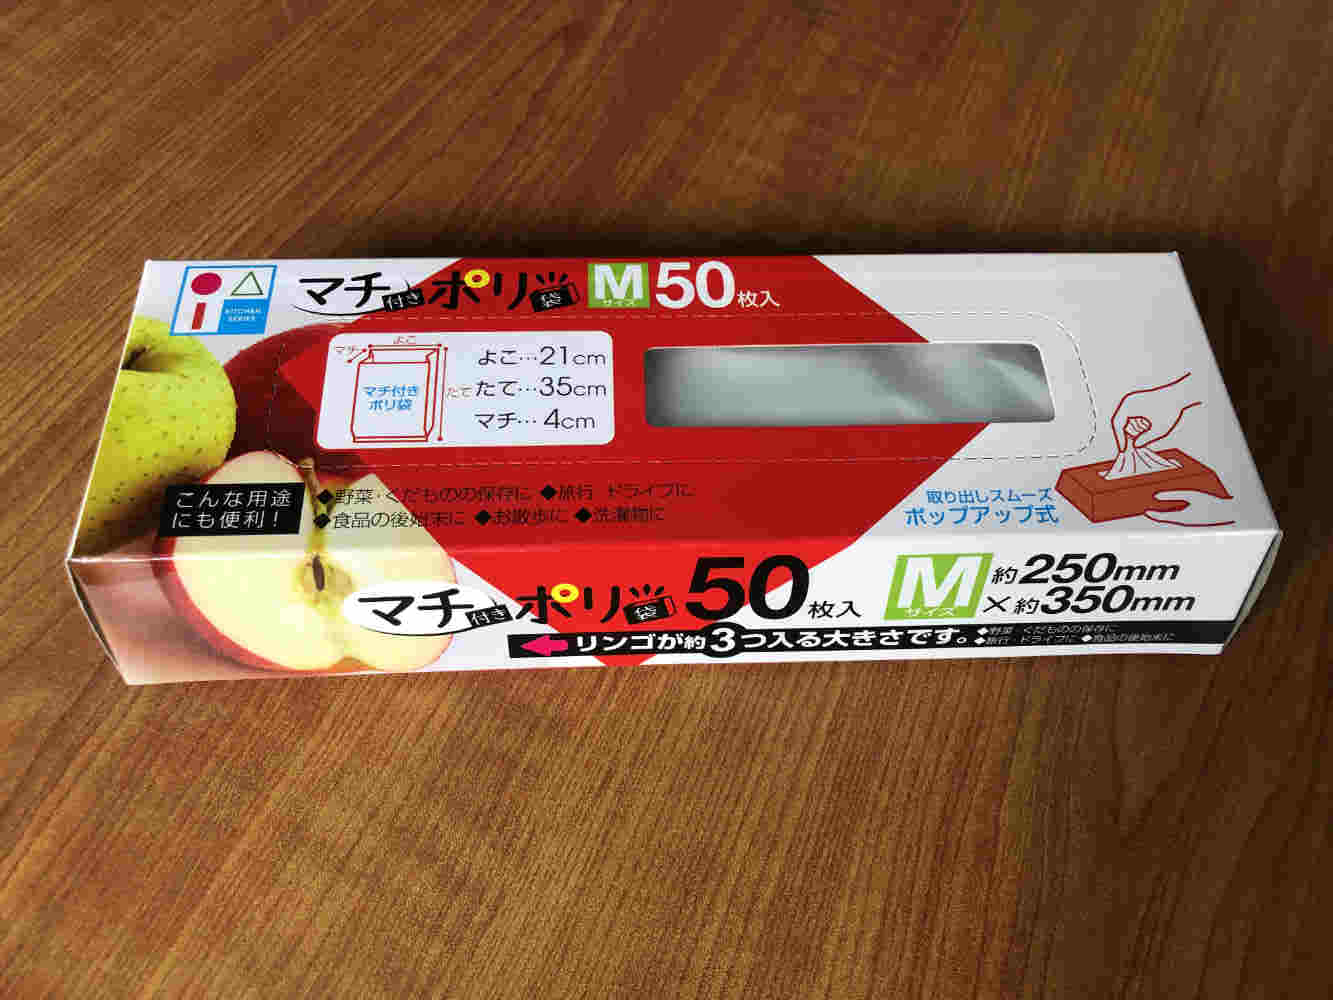 KITCHEN
SERIES
マチ付きポリ袋 Mサイズ 50枚入
よこ
マチ
たて
マチ付き
ポリ袋
よこ…21cm
たて…35cm
マチ…4cm
こんな用途
にも便利！
◆野菜・くだものの保存に ◆旅行・ドライブに
◆食品の後始末に ◆お散歩に ◆洗濯物に
取り出しスムーズ
ポップアップ式
マチ付きポリ袋 50枚入 Mサイズ 約250mm
×約350mm
リンゴが約3つ入る大きさです。
◆野菜・くだものの保存に
◆旅行・ドライブに ◆食品の後始末に